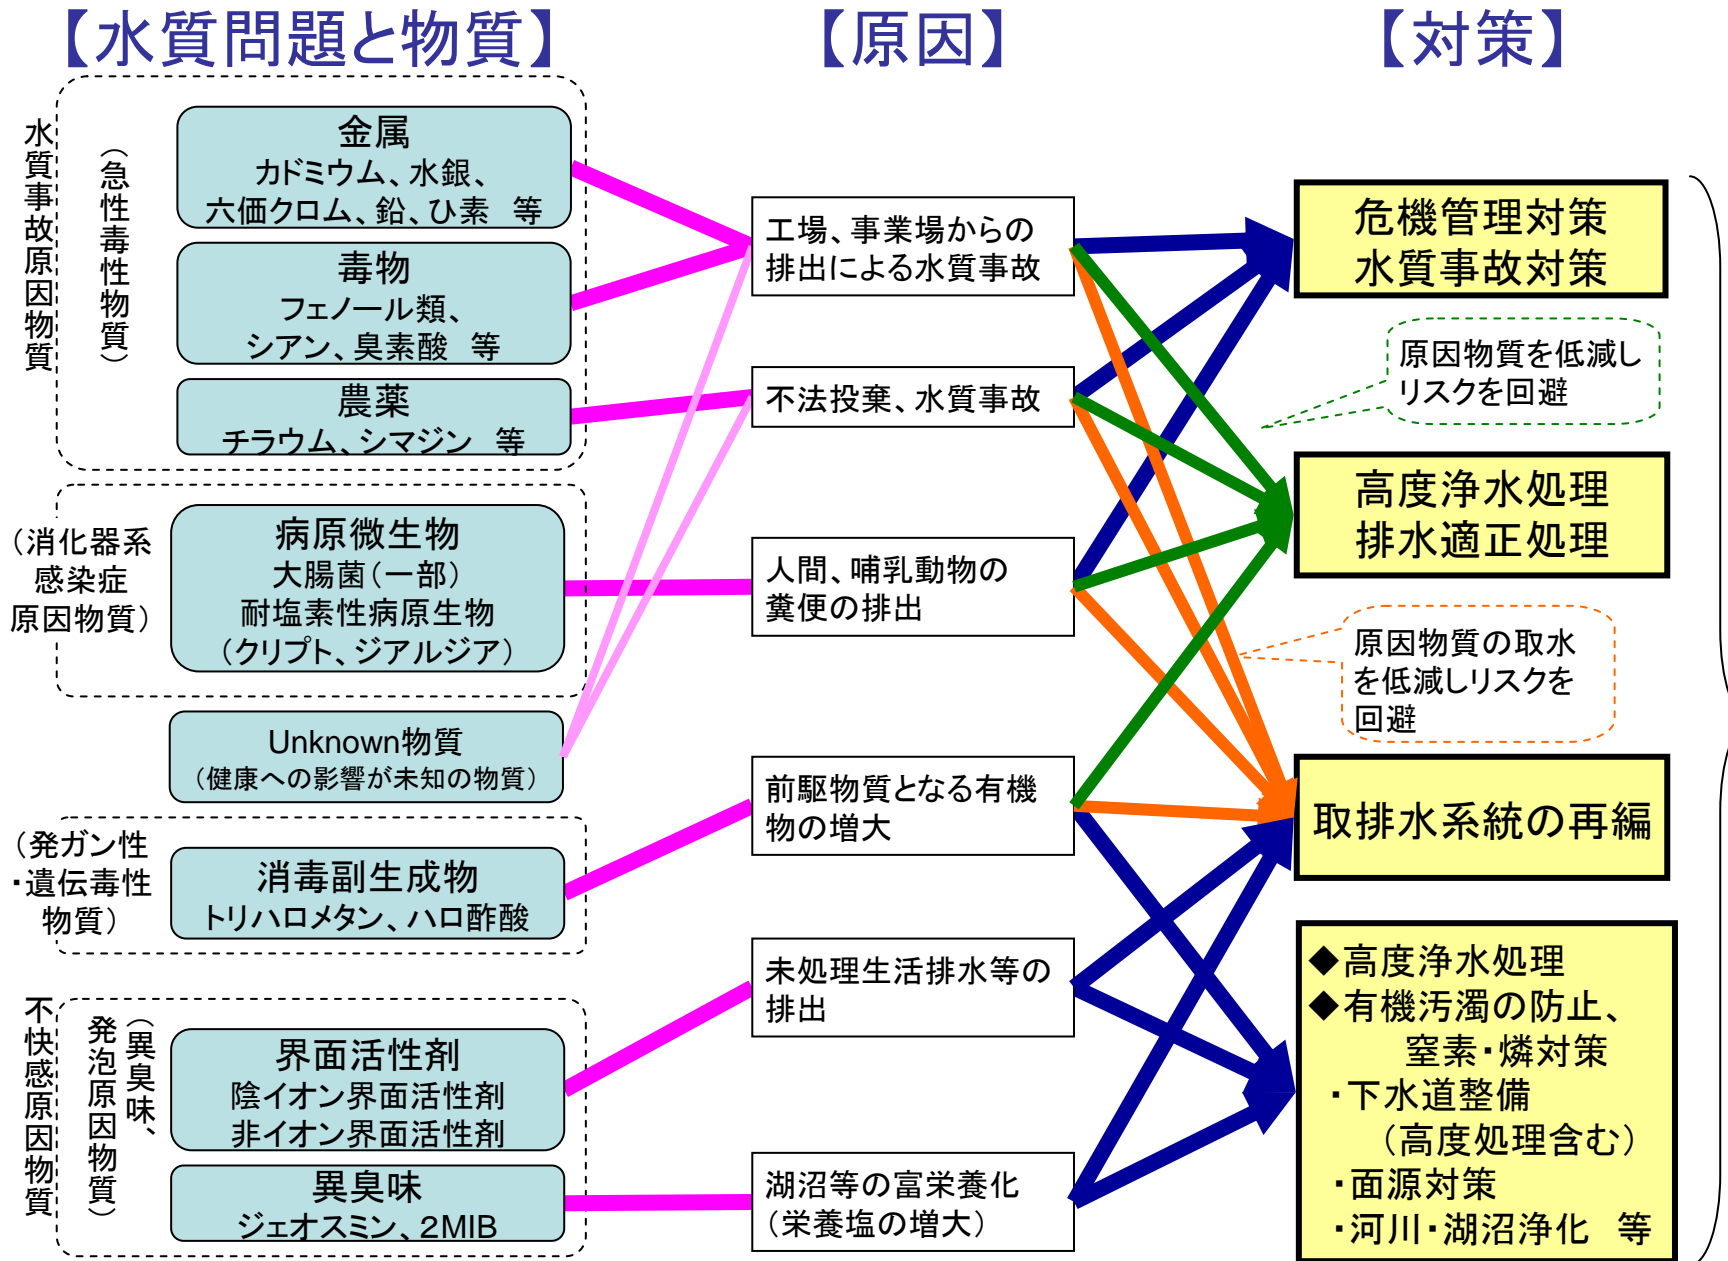 【水質問題と物質】
【原因】
【対策】
水質事故原因物質
（急性毒性物質）
金属
カドミウム、水銀、
六価クロム、鉛、ひ素　等
毒物
フェノール類、
シアン、臭素酸　等
農薬
チラウム、シマジン　等
（消化器系
感染症
原因物質）
病原微生物
大腸菌（一部）
耐塩素性病原生物
（クリプト、ジアルジア）
Unknown物質
（健康への影響が未知の物質）
（発ガン性
・遺伝毒性
物質）
消毒副生成物
トリハロメタン、ハロ酢酸
不快感原因物質
（異臭味、
発泡原因物質）
界面活性剤
陰イオン界面活性剤
非イオン界面活性剤
異臭味
ジェオスミン、2MIB
工場、事業場からの
排出による水質事故
不法投棄、水質事故
人間、哺乳動物の
糞便の排出
前駆物質となる有機
物の増大
未処理生活排水等の
排出
湖沼等の富栄養化
（栄養塩の増大）
危機管理対策
水質事故対策
原因物質を低減し
リスクを回避
高度浄水処理
排水適正処理
原因物質の取水
を低減しリスクを
回避
取排水系統の再編
◆高度浄水処理
◆有機汚濁の防止、
窒素・燐対策
・下水道整備
（高度処理含む）
・面源対策
・河川・湖沼浄化　等